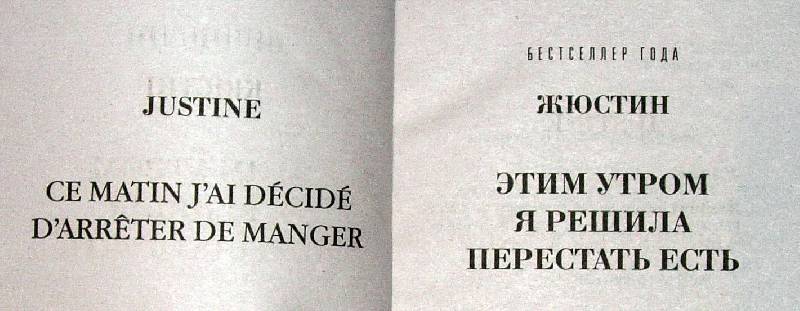 JUSTINE
CE MATIN J'AI DÉCIDÉ
D'ARRÊTER DE MANGER
БЕСТСЕЛЛЕР ГОДА
ЖЮСТИН
ЭТИМ УТРОМ
Я РЕШИЛА
ПЕРЕСТАТЬ ЕСТЬ